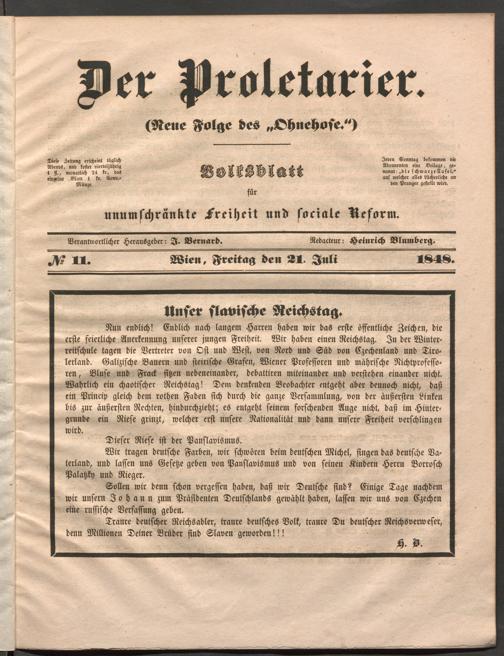 Der Proletarier.
(Neue Folge des „Ohnehose.“)
Diese Zeitung erscheint täglich
Abends, und kostet vierteljährig
1 fl., monatlich 24 kr., das
einzelne Blatt 1 kr. Conv.-
Münze.
Volksblatt
für
unumschränkte Freiheit und sociale Reform.
Jeden Sonntag bekommen die
Abonnenten eine Beilage, ge-
nannt: „die schwarze Tafel,“
auf welcher alles Lächerliche an
den Pranger gestellt wird.
Verantwortlicher Herausgeber: J. Bernard.
Redacteur: Heinrich Blumberg.
№ 11.
Wien, Freitag den 21. Juli
1848.
Unser slavische Reichstag.
Nun endlich! Endlich nach langem Harren haben wir das erste öffentliche Zeichen, die
erste feierliche Anerkennung unserer jungen Freiheit. Wir haben einen Reichstag. In der Winter-
reitschule tagen die Vertreter von Ost und West, von Nord und Süd von Czechenland und Tiro-
lerland. Galizische Bauern und steirische Grafen, Wiener Professoren und mährische Nichtprofesso-
ren, Bluse und Frack sitzen nebeneinander, debattiren miteinander und verstehen einander nicht.
Wahrlich ein chaotischer Reichstag! Dem denkenden Beobachter entgeht aber dennoch nicht, daß
ein Princip gleich dem rothen Faden sich durch die ganze Versammlung, von der äußersten Linken
bis zur äußersten Rechten, hindurchzieht; es entgeht seinem forschenden Auge nicht, daß im Hinter-
grunde ein Riese grinzt, welcher erst unsere Nationalität und dann unsere Freiheit verschlingen
wird.
Dieser Riese ist der Panslavismus.
Wir tragen deutsche Farben, wir schwören beim deutschen Michel, singen das deutsche Va-
terland, und lassen uns Gesetze geben von Panslavismus und von seinen Kindern Herrn Borrosch
Palatzky und Rieger.
Sollen wir denn schon vergessen haben, daß wir Deutsche sind? Einige Tage nachdem
wir unsern Johann zum Präsidenten Deutschlands gewählt haben, lassen wir uns von Czechen
eine russische Verfassung geben.
Traure deutscher Reichsadler, traure deutsches Volk, traure Du deutscher Reichsverweser,
denn Millionen Deiner Brüder sind Slaven geworden!!!
H. B.